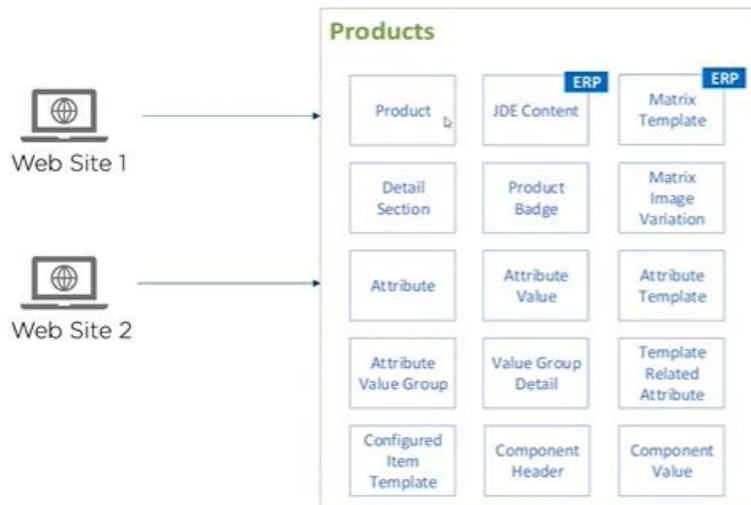 Products
ERP
ERP
Product
JDE Content
Matrix
Template
Web Site 1
Detail
Section
Product
Badge
Matrix
Image
Variation
Attribute
Attribute
Value
Attribute
Template
Web Site 2
Attribute
Value Group
Value Group
Detail
Template
Related
Attribute
Configured
Item
Template
Component
Header
Component
Value